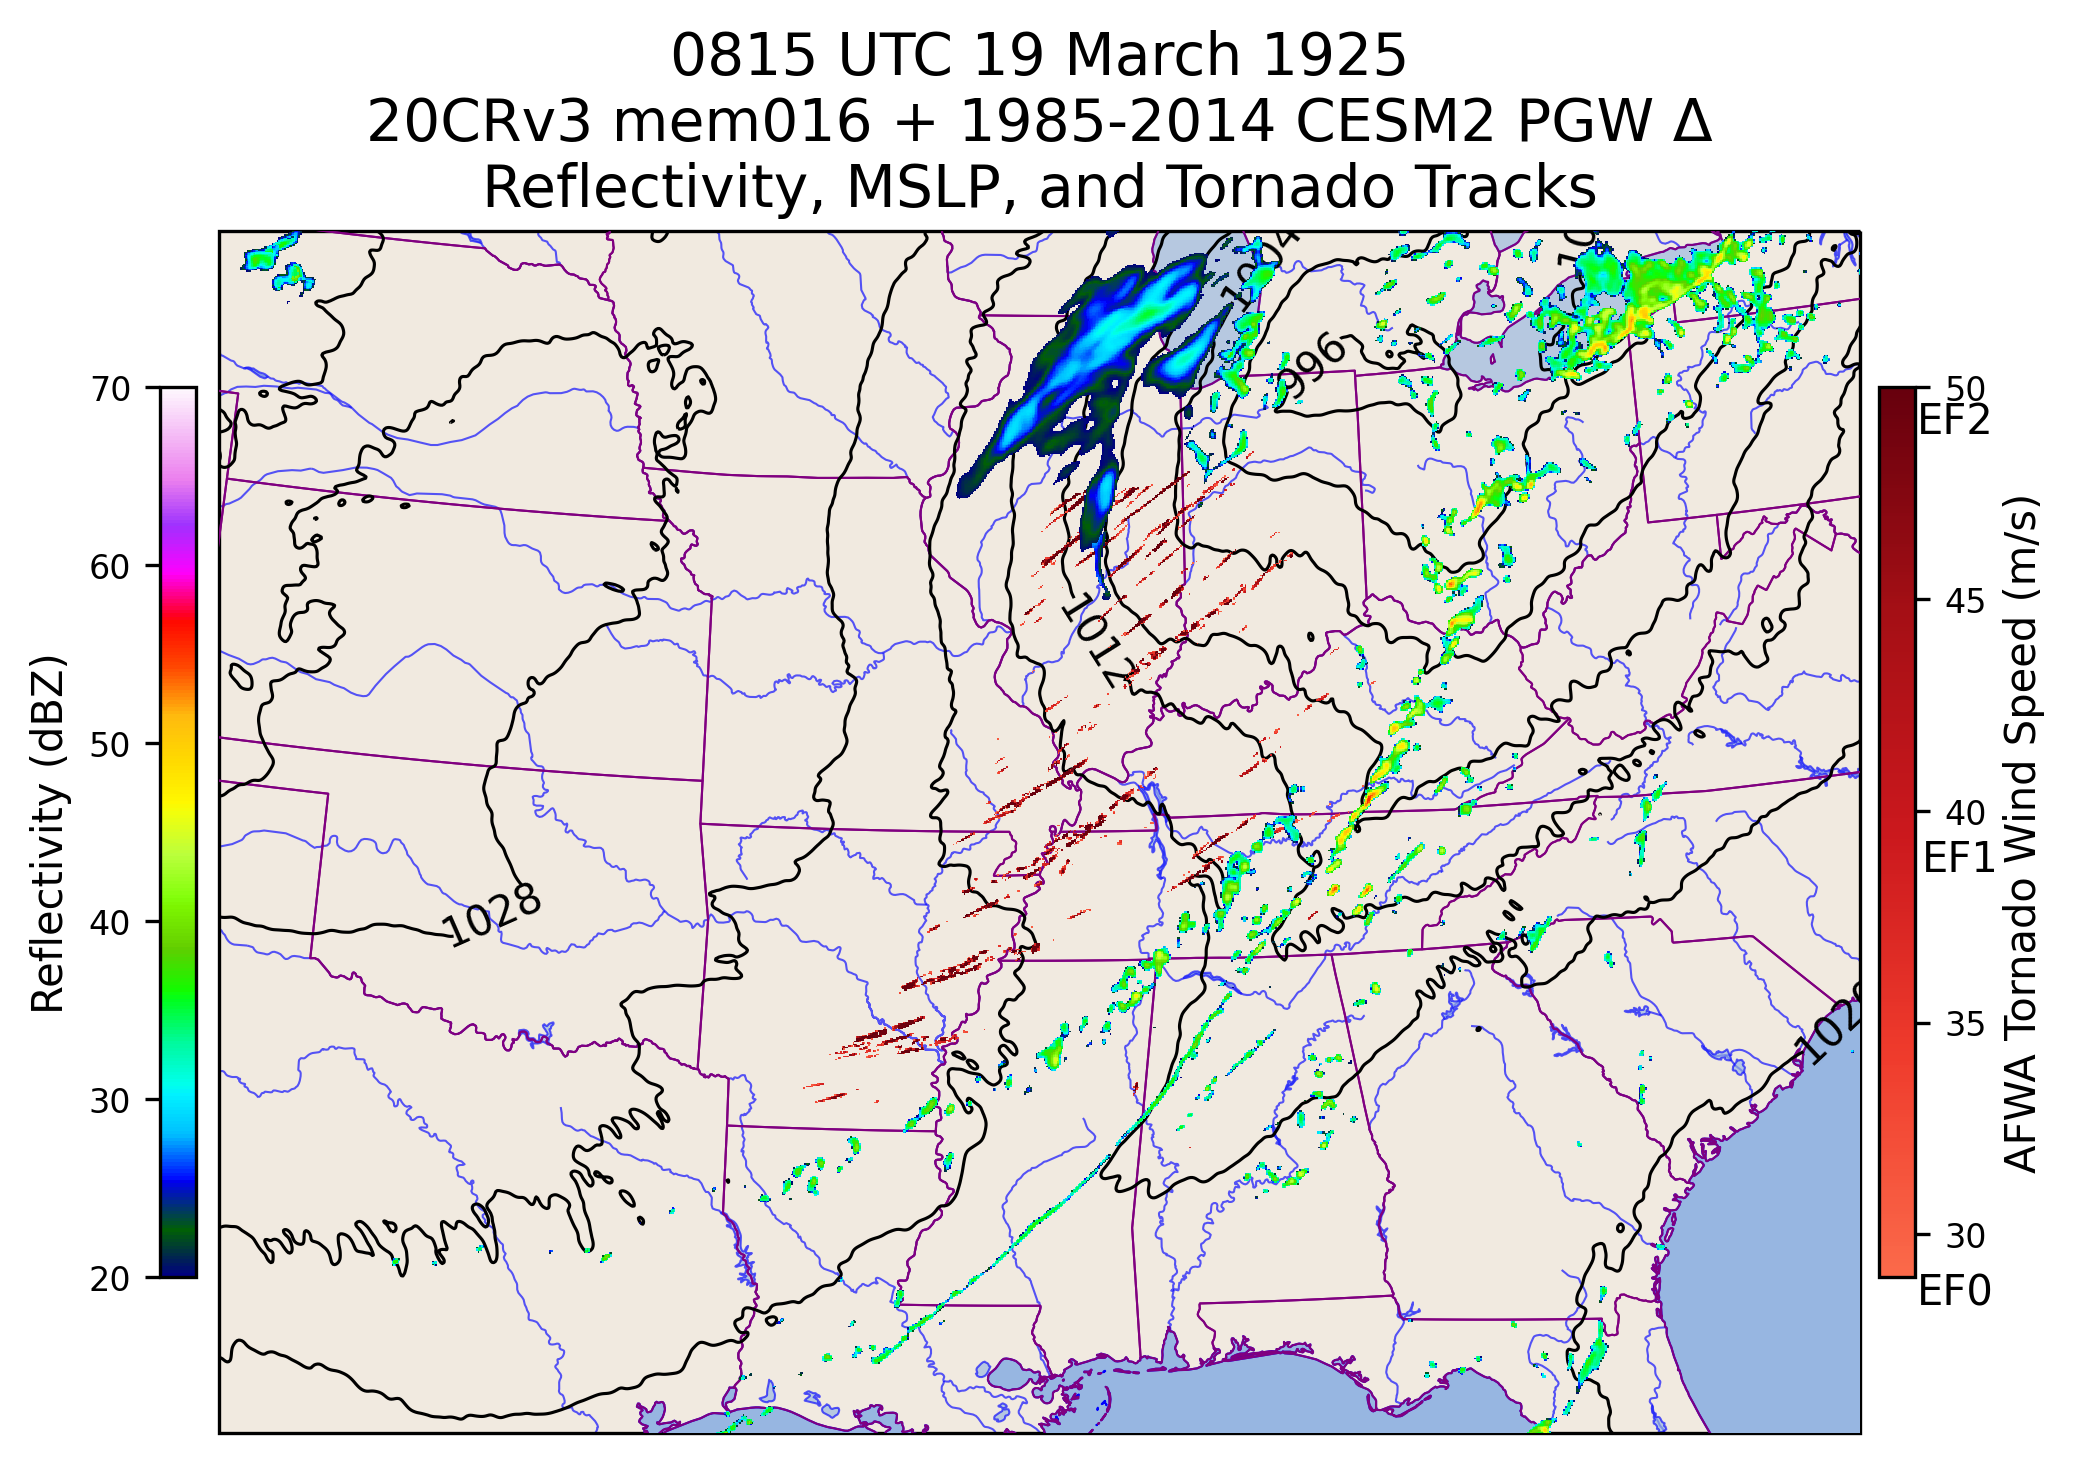 0815 UTC 19 March 1925
20CRv3 mem016 + 1985-2014 CESM2 PGW Δ
Reflectivity, MSLP, and Tornado Tracks
70
60
50
40
30
20
Reflectivity (dBZ)
1004
996
1012
1028
50
EF2
45
40
EF1
35
30
EF0
AFWA Tornado Wind Speed (m/s)